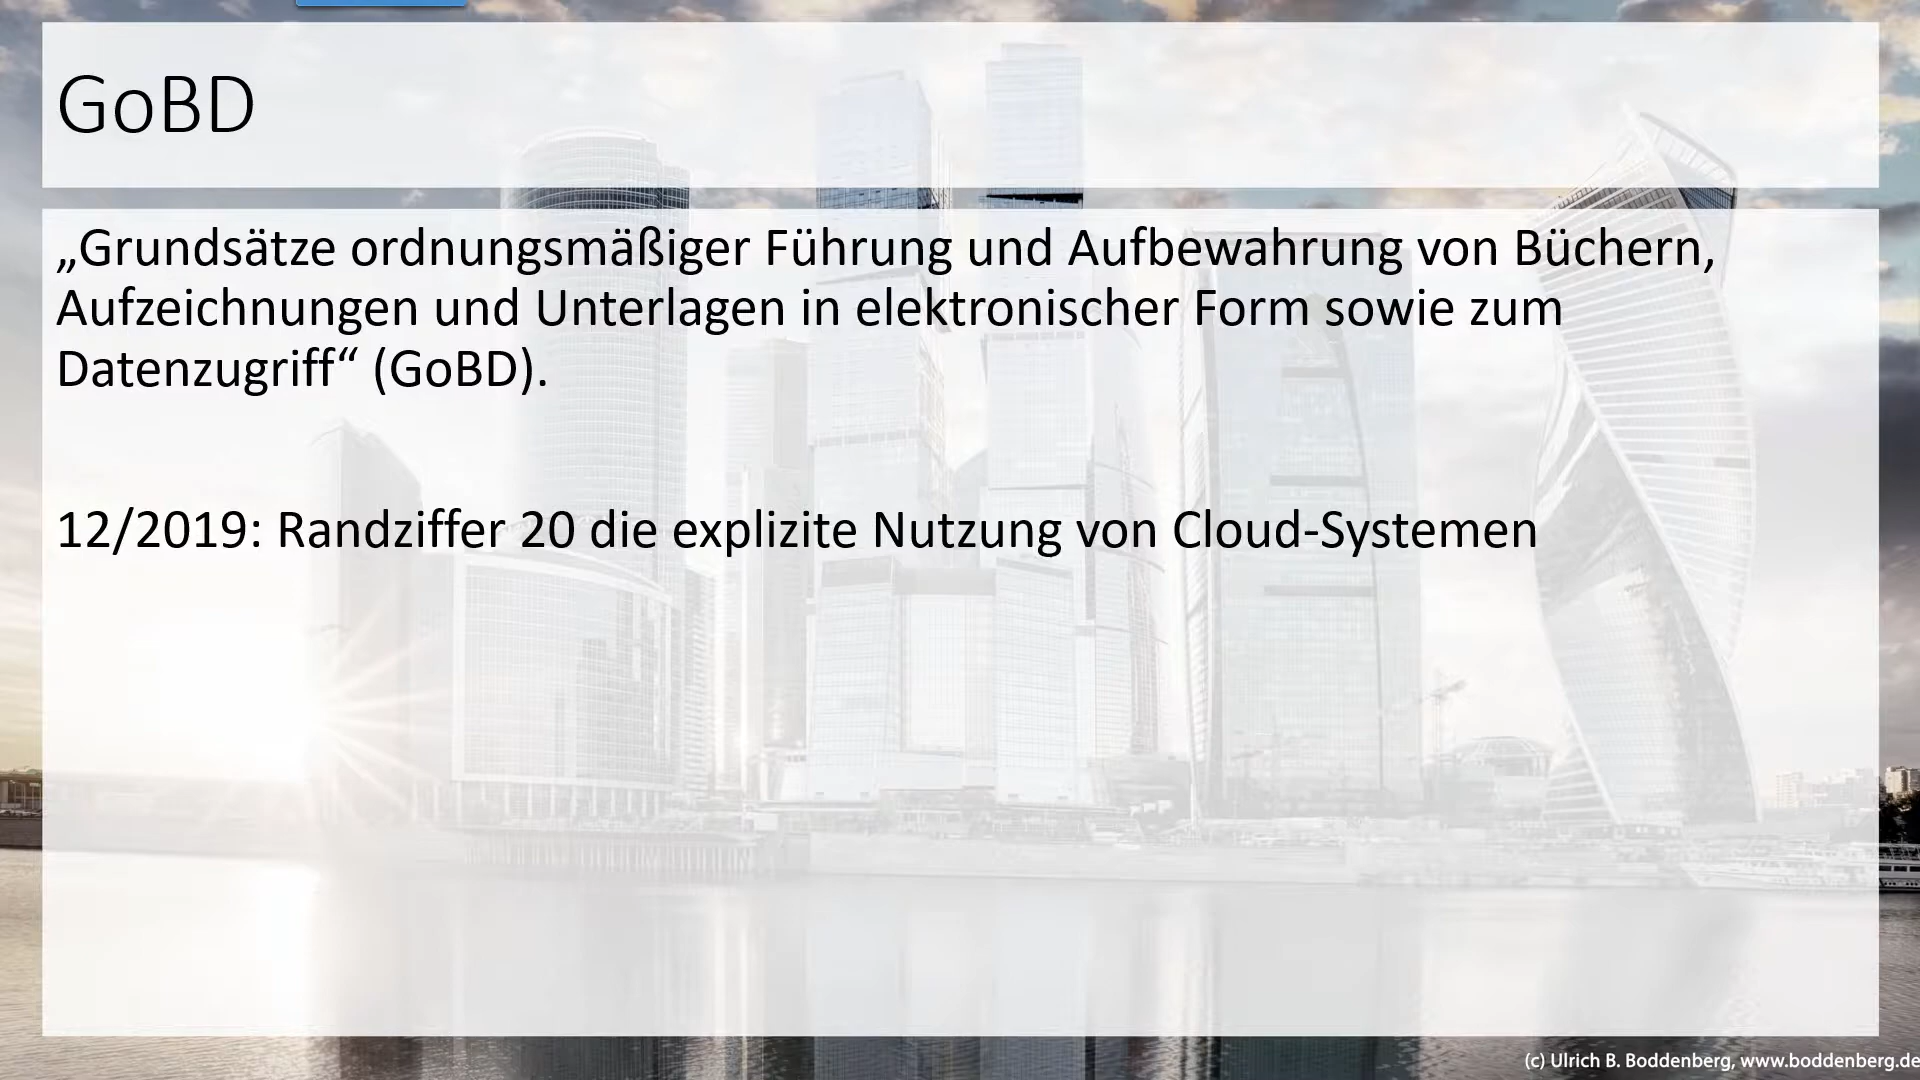 GoBD
„Grundsätze ordnungsmäßiger Führung und Aufbewahrung von Büchern,
Aufzeichnungen und Unterlagen in elektronischer Form sowie zum
Datenzugriff“ (GoBD).
12/2019: Randziffer 20 die explizite Nutzung von Cloud-Systemen
(c) Ulrich B. Boddenberg, www.boddenberg.de